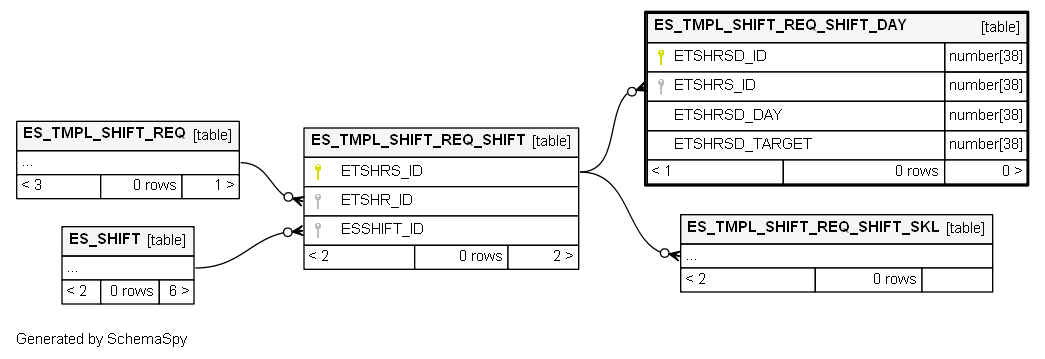 ES_TMPL_SHIFT_REQ_SHIFT_DAY [table]
ETSHRSD_ID number[38]
ETSHRS_ID number[38]
ETSHRSD_DAY number[38]
ETSHRSD_TARGET number[38]
< 1 0 rows 0 >
ES_TMPL_SHIFT_REQ [table]
...
< 3 0 rows 1 >
ES_TMPL_SHIFT_REQ_SHIFT [table]
ETSHRS_ID
ETSHR_ID
ESSHIFT_ID
< 2 0 rows 2 >
ES_SHIFT [table]
...
< 2 0 rows 6 >
ES_TMPL_SHIFT_REQ_SHIFT_SKL [table]
...
< 2 0 rows
Generated by SchemaSpy